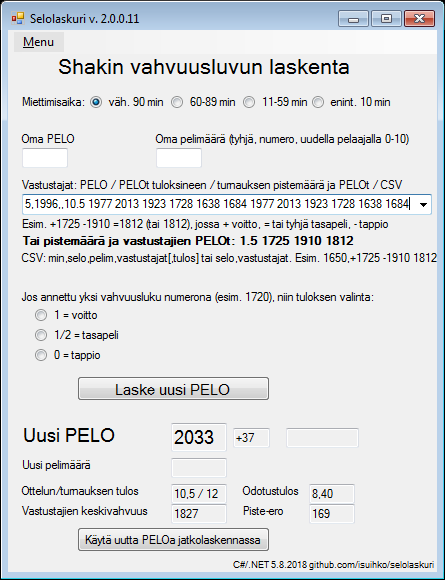 Selolaskuri v. 2.0.0.11
Menu
Shakin vahvuusluvun laskenta
Miettimisaika: väh. 90 min 60-89 min 11-59 min enint. 10 min
Oma PELO Oma pelimäärä (tyhjä, numero, uudella pelaajalla 0-10)
Vastustajat: PELO / PELOt tuloksineen / turnauksen pistemäärä ja PELOt / CSV
5,1996,,10.5 1977 2013 1923 1728 1638 1684 1977 2013 1923 1728 1638 1684
Esim. +1725 -1910 =1812 (tai 1812), jossa + voitto, = tai tyhjä tasapeli, - tappio
Tai pistemäärä ja vastustajien PELOt: 1.5 1725 1910 1812
CSV: min,selo,pelim,vastustajat[,tulos] tai selo,vastustajat. Esim. 1650,+1725 -1910 1812
Jos annettu yksi vahvuusluku numerona (esim. 1720), niin tuloksen valinta:
1 = voitto
1/2 = tasapeli
0 = tappio
Laske uusi PELO
Uusi PELO 2033 +37
Uusi pelimäärä
Ottelun/turnauksen tulos 10,5 / 12 Odotustulos 8,40
Vastustajien keskivahvuus 1827 Piste-ero 169
Käytä uutta PELOa jatkolaskennassa
C#/.NET 5.8.2018 github.com/isuihko/selolaskuri